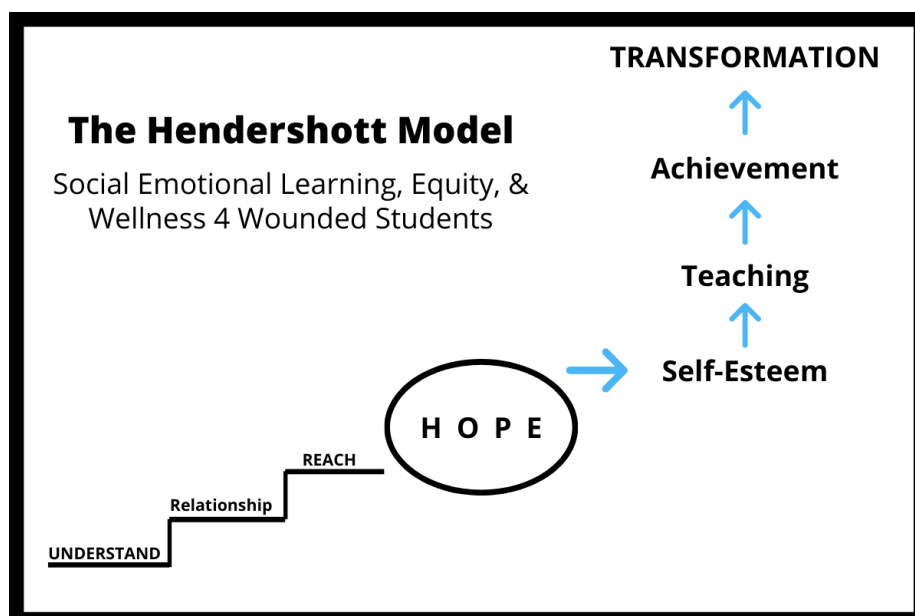 The Hendershott Model
Social Emotional Learning, Equity, &
Wellness 4 Wounded Students
UNDERSTAND
Relationship
REACH
H O P E
Self-Esteem
Teaching
Achievement
TRANSFORMATION